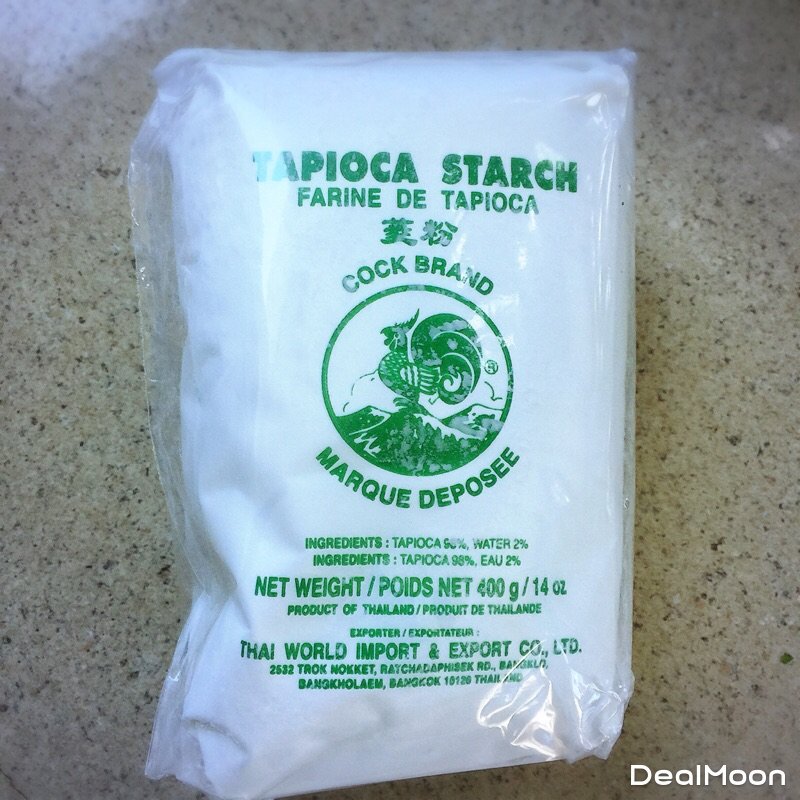 TAPIOCA STARCH
FARINE DE TAPIOCA
菱粉
COCK BRAND
®
MARQUE DEPOSEE
INGREDIENTS : TAPIOCA 98%, WATER 2%
INGREDIENTS : TAPIOCA 98%, EAU 2%
NET WEIGHT / POIDS NET 400 g / 14 oz
PRODUCT OF THAILAND / PRODUIT DE THAILANDE
EXPORTER / EXPORTATEUR :
THAI WORLD IMPORT & EXPORT CO., LTD.
2532 TROK NOKKET, RATCHADAPHISEK RD., BANGKLO,
BANGKHOLAEM, BANGKOK 10120 THAILAND
DealMoon